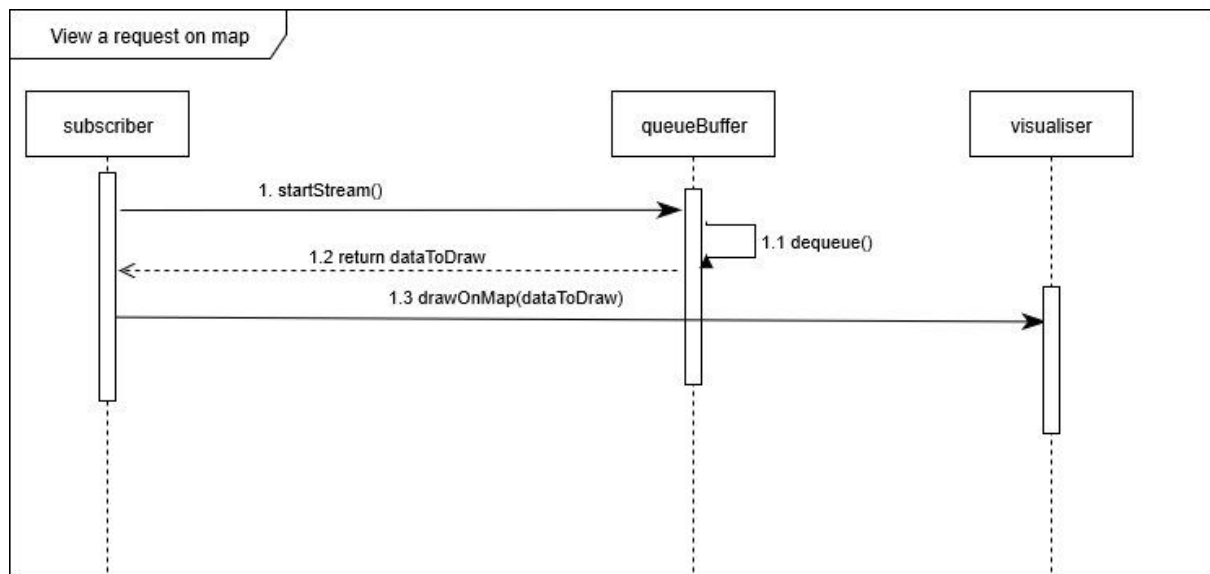 View a request on map
subscriber
queueBuffer
visualiser
1. startStream()
1.1 dequeue()
1.2 return dataToDraw
1.3 drawOnMap(dataToDraw)